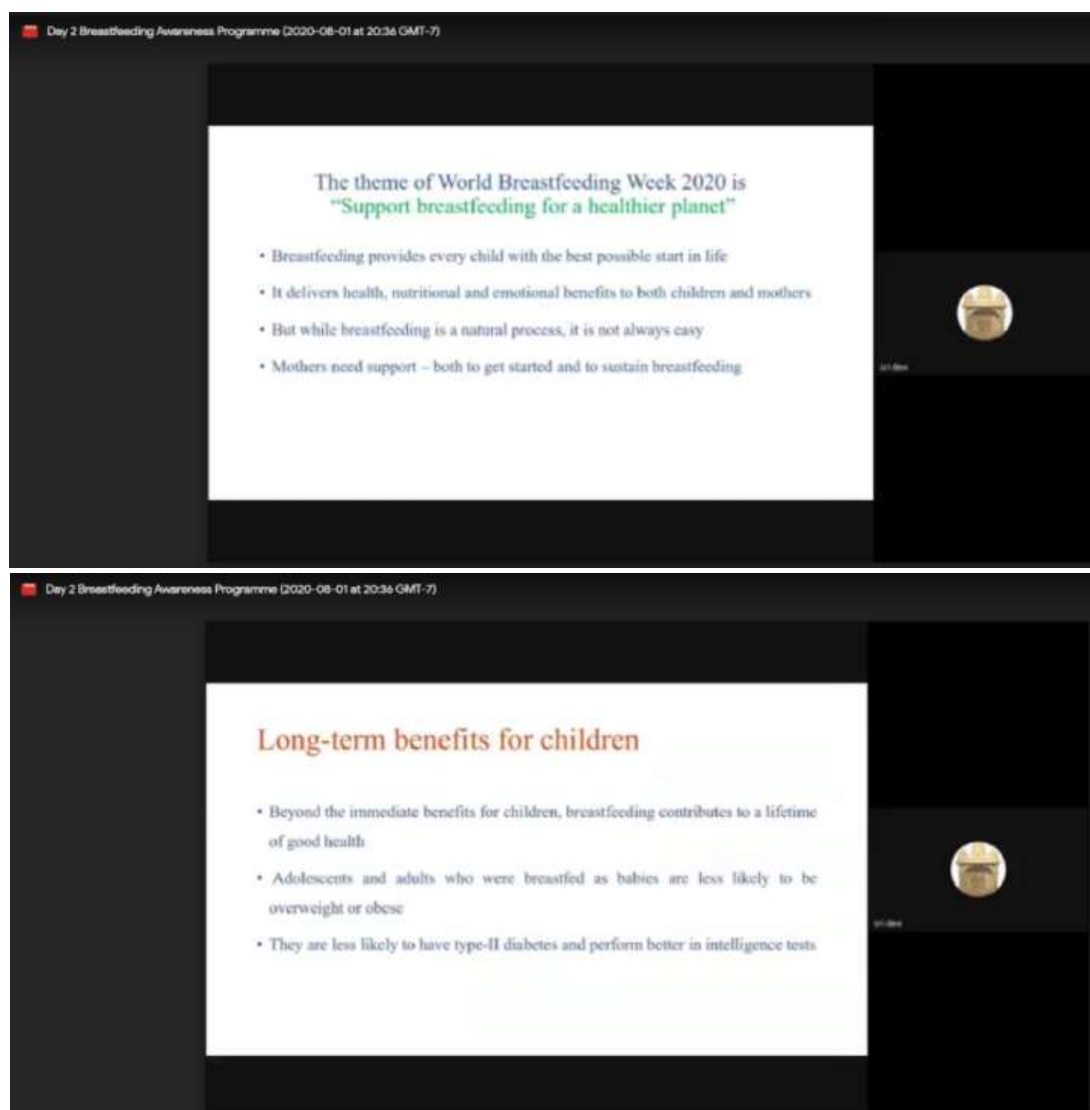 Day 2 Breastfeeding Awareness Programme (2020-08-01 at 20:36 GMT-7)
The theme of World Breastfeeding Week 2020 is
“Support breastfeeding for a healthier planet”
• Breastfeeding provides every child with the best possible start in life
• It delivers health, nutritional and emotional benefits to both children and mothers
• But while breastfeeding is a natural process, it is not always easy
• Mothers need support – both to get started and to sustain breastfeeding
Day 2 Breastfeeding Awareness Programme (2020-08-01 at 20:36 GMT-7)
Long-term benefits for children
• Beyond the immediate benefits for children, breastfeeding contributes to a lifetime
of good health
• Adolescents and adults who were breastfed as babies are less likely to be
overweight or obese
• They are less likely to have type-II diabetes and perform better in intelligence tests